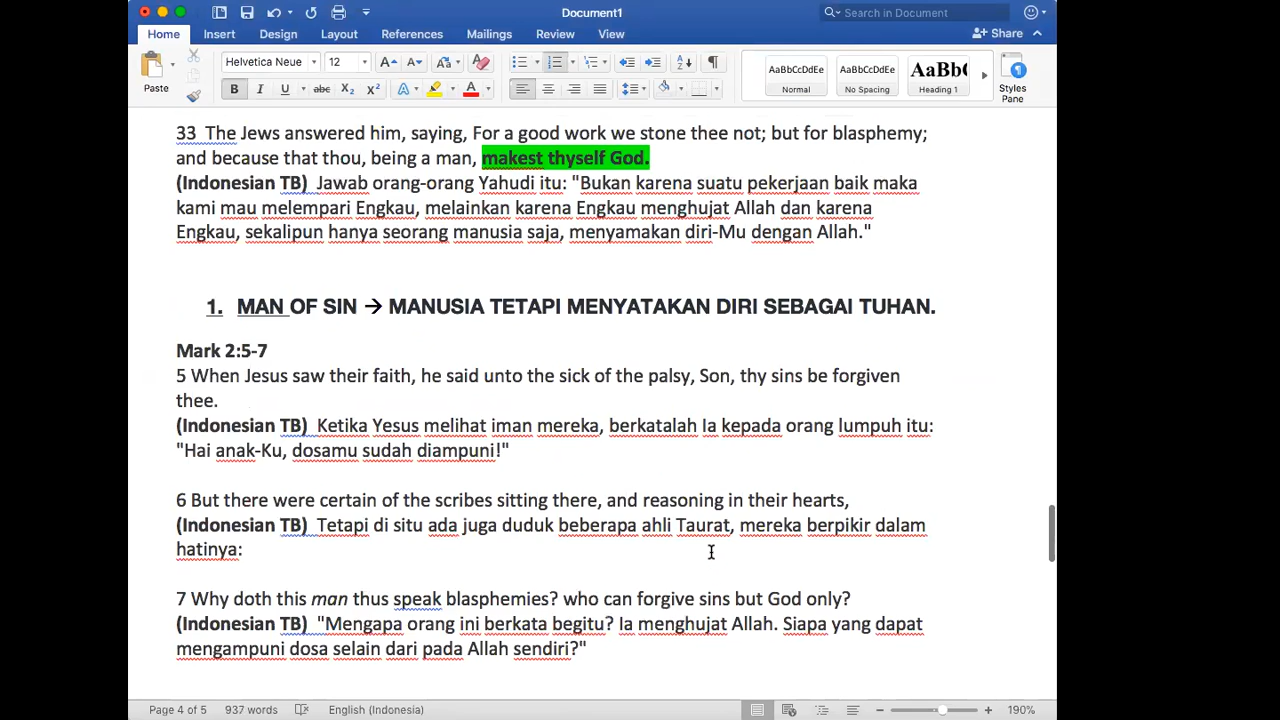 Document1
Search in Document
Home Insert Design Layout References Mailings Review View
Share
Paste
Helvetica Neue 12
B I U abc X₂ X²
AaBbCcDdEe AaBbCcDdEe AaBb(
Normal No Spacing Heading 1
Styles
Pane
33 The Jews answered him, saying, For a good work we stone thee not; but for blasphemy;
and because that thou, being a man, makest thyself God.
(Indonesian TB) Jawab orang-orang Yahudi itu: "Bukan karena suatu pekerjaan baik maka
kami mau melempari Engkau, melainkan karena Engkau menghujat Allah dan karena
Engkau, sekalipun hanya seorang manusia saja, menyamakan diri-Mu dengan Allah."
1. MAN OF SIN → MANUSIA TETAPI MENYATAKAN DIRI SEBAGAI TUHAN.
Mark 2:5-7
5 When Jesus saw their faith, he said unto the sick of the palsy, Son, thy sins be forgiven
thee.
(Indonesian TB) Ketika Yesus melihat iman mereka, berkatalah Ia kepada orang lumpuh itu:
"Hai anak-Ku, dosamu sudah diampuni!"
6 But there were certain of the scribes sitting there, and reasoning in their hearts,
(Indonesian TB) Tetapi di situ ada juga duduk beberapa ahli Taurat, mereka berpikir dalam
hatinya:
7 Why doth this man thus speak blasphemies? who can forgive sins but God only?
(Indonesian TB) "Mengapa orang ini berkata begitu? Ia menghujat Allah. Siapa yang dapat
mengampuni dosa selain dari pada Allah sendiri?"
Page 4 of 5 937 words English (Indonesia) 190%